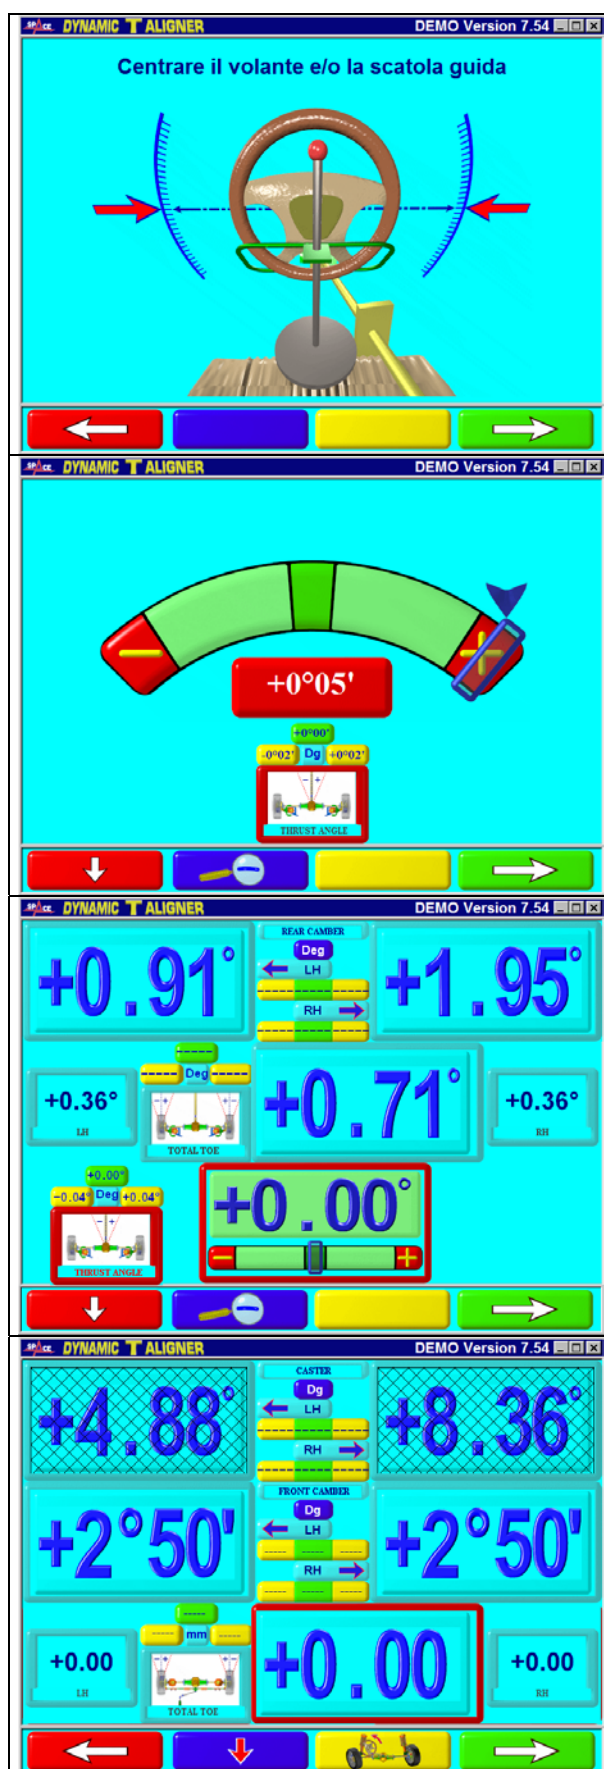 SPACE DYNAMIC T ALIGNER DEMO Version 7.54
Centrare il volante e/o la scatola guida
SPACE DYNAMIC T ALIGNER DEMO Version 7.54
− +
+0°05'
+0°00'
-0°02' Dg +0°02'
− +
THRUST ANGLE
SPACE DYNAMIC T ALIGNER DEMO Version 7.54
REAR CAMBER
+0.91° Deg +1.95°
LH
----- ----- -----
RH
----- ----- -----
-----
----- Deg -----
+0.36° +0.71° +0.36°
LH TOTAL TOE RH
+0.00°
-0.04° Deg +0.04°
+0.00°
− +
THRUST ANGLE
SPACE DYNAMIC T ALIGNER DEMO Version 7.54
CASTER
+4.88° Dg +8.36°
LH
----- ----- -----
RH
----- ----- -----
FRONT CAMBER
+2°50' Dg +2°50'
LH
----- ----- -----
RH
----- ----- -----
-----
----- mm -----
+0.00 +0.00 +0.00
LH TOTAL TOE RH